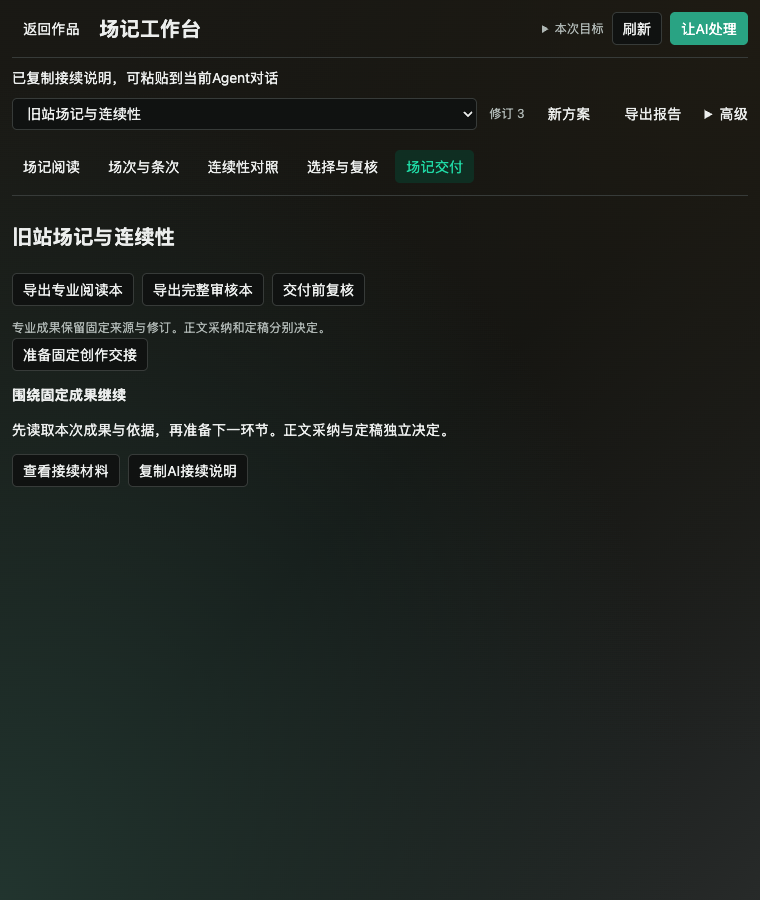 返回作品 场记工作台 ▶ 本次目标 刷新 让AI处理
已复制接续说明，可粘贴到当前Agent对话
旧站场记与连续性 修订 3 新方案 导出报告 ▶ 高级
场记阅读 场次与条次 连续性对照 选择与复核 场记交付
旧站场记与连续性
导出专业阅读本 导出完整审核本 交付前复核
专业成果保留固定来源与修订。正文采纳和定稿分别决定。
准备固定创作交接
围绕固定成果继续
先读取本次成果与依据，再准备下一环节。正文采纳与定稿独立决定。
查看接续材料 复制AI接续说明